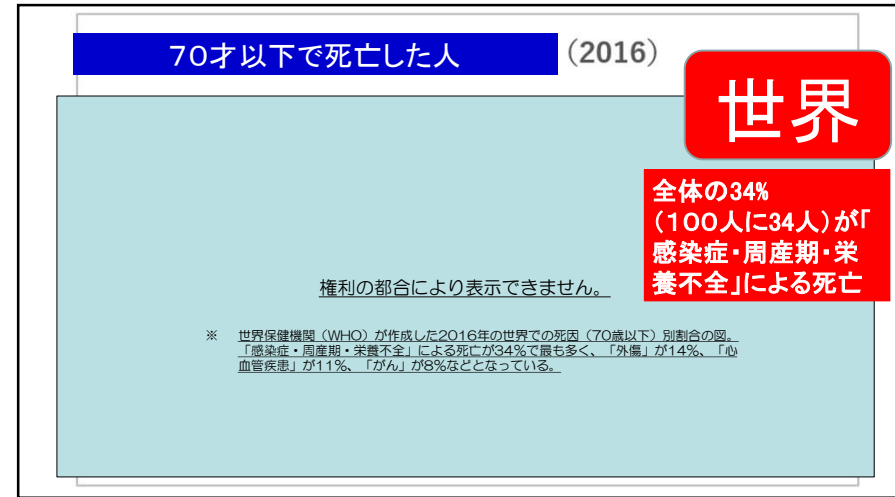 70才以下で死亡した人
（2016）
世界
全体の34%
（100人に34人）が「
感染症・周産期・栄
養不全」による死亡
権利の都合により表示できません。
※　世界保健機関（WHO）が作成した2016年の世界での死因（70歳以下）別割合の図。
「感染症・周産期・栄養不全」による死亡が34%で最も多く、「外傷」が14%、「心
血管疾患」が11%、「がん」が8%などとなっている。